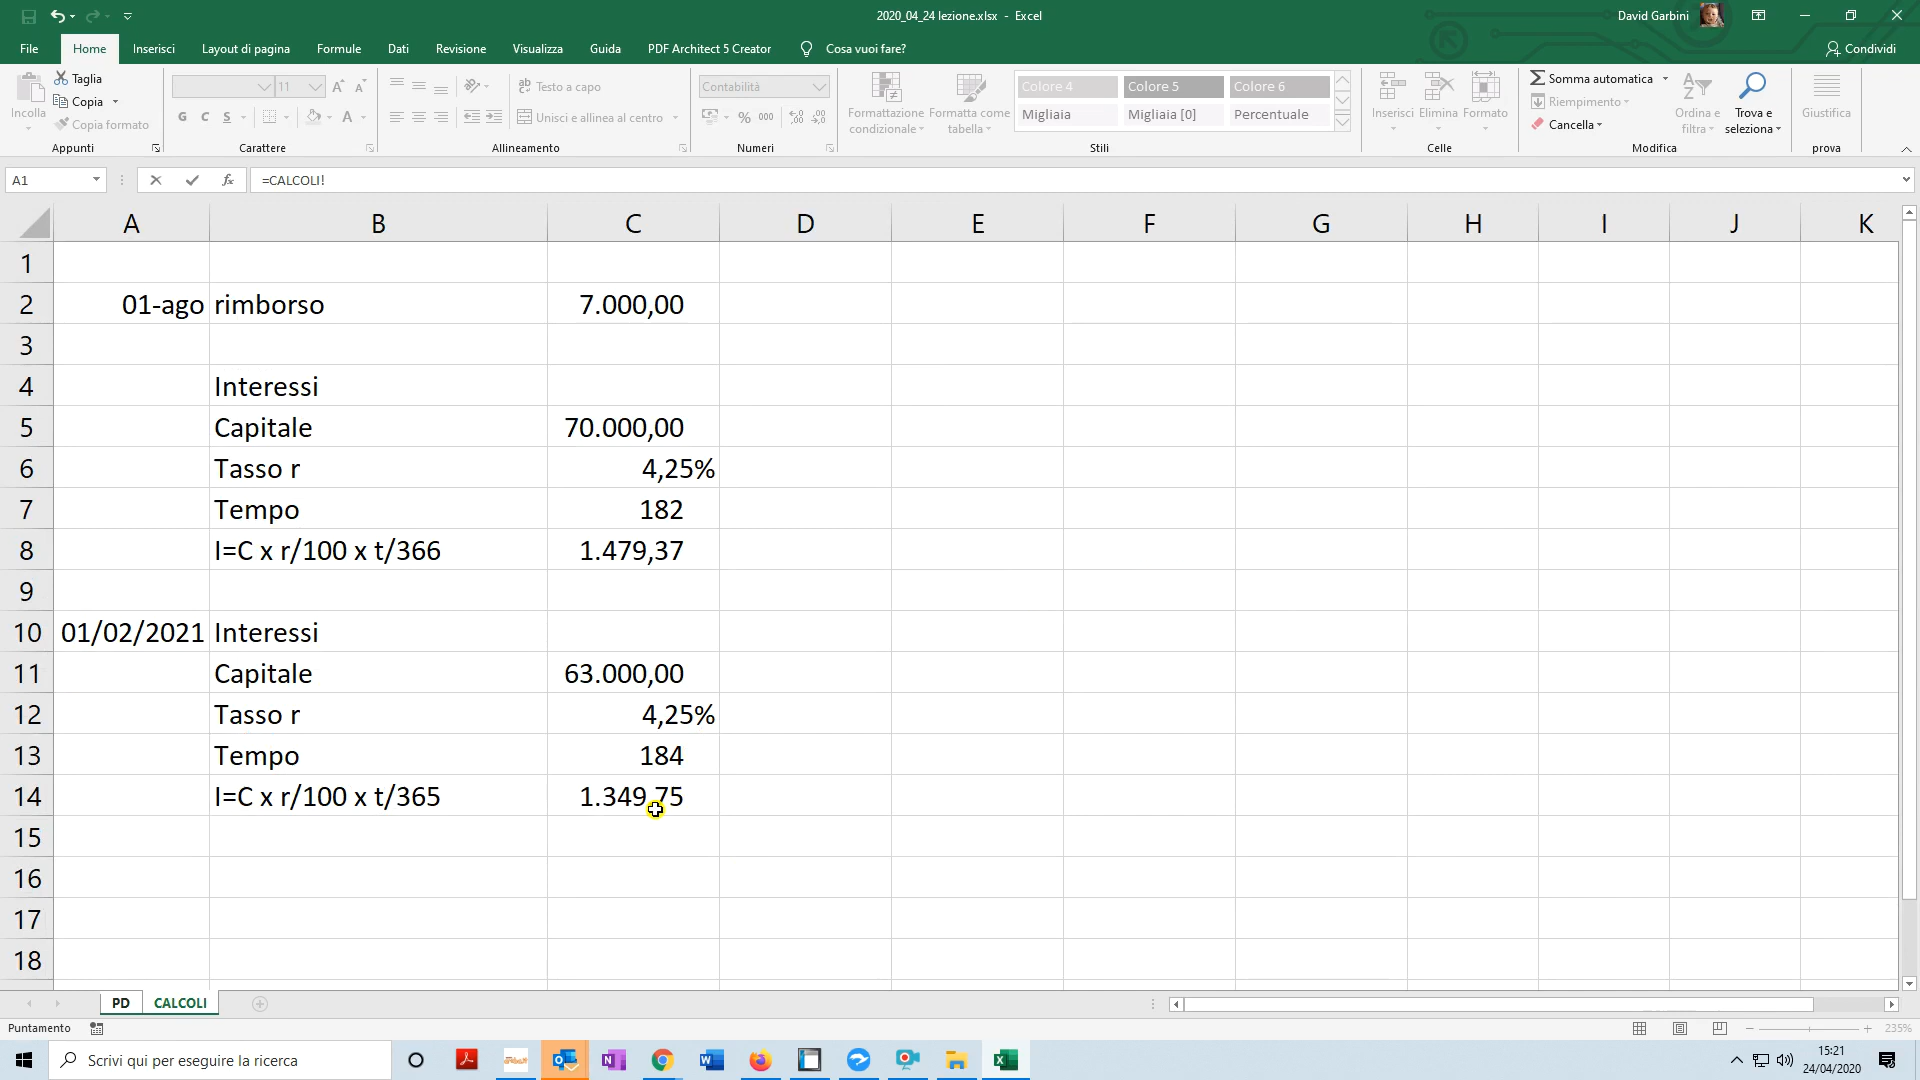 2020_04_24 lezione.xlsx - Excel
David Garbini
File Home Inserisci Layout di pagina Formule Dati Revisione Visualizza Guida PDF Architect 5 Creator Cosa vuoi fare? Condividi
Incolla
Taglia
Copia
Copia formato
Appunti
11
G C S A
Carattere
Testo a capo
Unisci e allinea al centro
Allineamento
Contabilità
% 000
Numeri
Formattazione condizionale
Formatta come tabella
Colore 4 Colore 5 Colore 6
Migliaia Migliaia [0] Percentuale
Stili
Inserisci Elimina Formato
Celle
Somma automatica
Riempimento
Cancella
Ordina e filtra
Trova e seleziona
Modifica
Giustifica
prova
A1 fx =CALCOLI!
A B C D E F G H I J K
1
2 01-ago rimborso 7.000,00
3
4 Interessi
5 Capitale 70.000,00
6 Tasso r 4,25%
7 Tempo 182
8 I=C x r/100 x t/366 1.479,37
9
10 01/02/2021 Interessi
11 Capitale 63.000,00
12 Tasso r 4,25%
13 Tempo 184
14 I=C x r/100 x t/365 1.349,75
15
16
17
18
PD CALCOLI
Puntamento 235%
Scrivi qui per eseguire la ricerca
15:21
24/04/2020